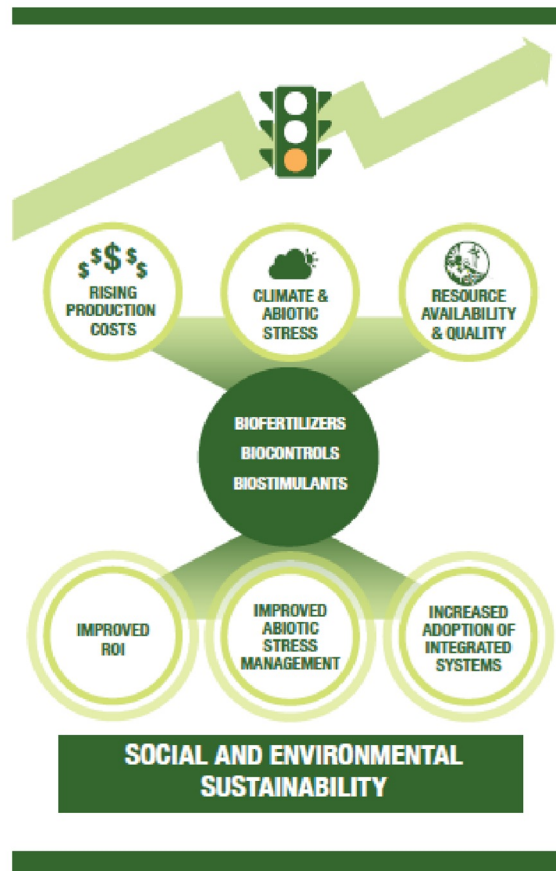 $ $ $ $ $
RISING
PRODUCTION
COSTS
CLIMATE &
ABIOTIC
STRESS
RESOURCE
AVAILABILITY
& QUALITY
BIOFERTILIZERS
BIOCONTROLS
BIOSTIMULANTS
IMPROVED
ROI
IMPROVED
ABIOTIC
STRESS
MANAGEMENT
INCREASED
ADOPTION OF
INTEGRATED
SYSTEMS
SOCIAL AND ENVIRONMENTAL
SUSTAINABILITY